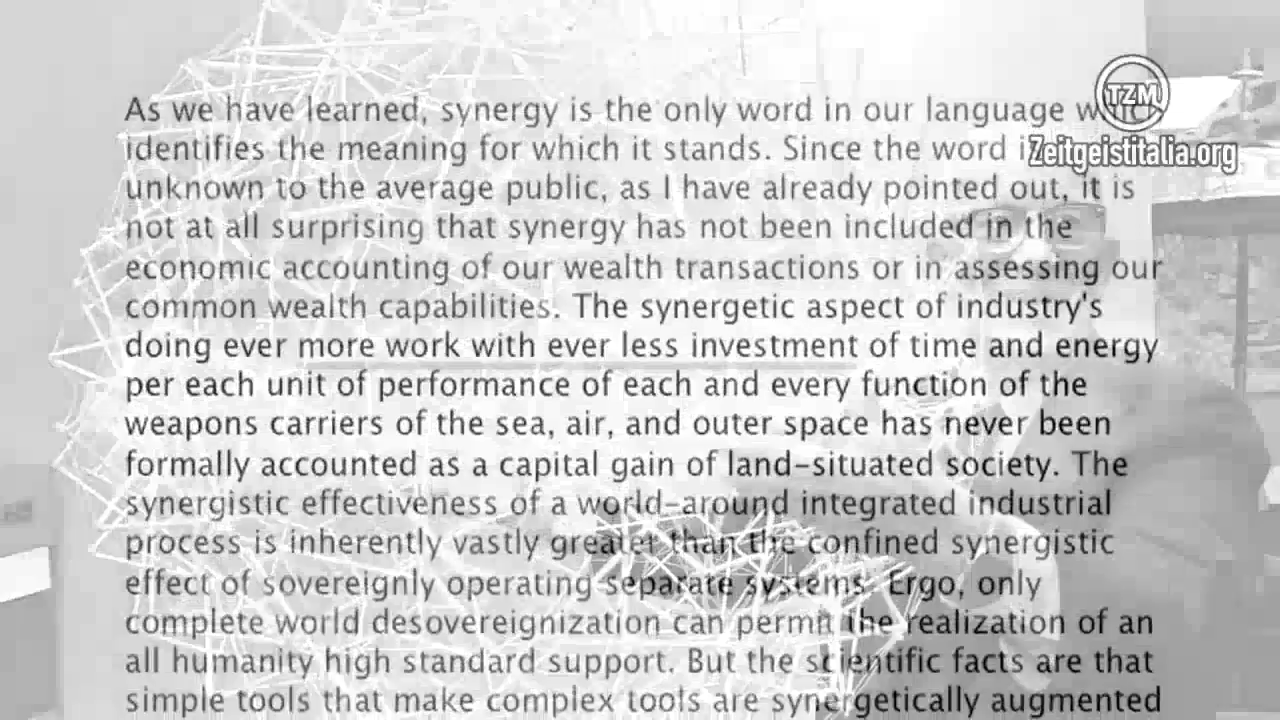 TZM
Zeitgeistitalia.org
As we have learned, synergy is the only word in our language
identifies the meaning for which it stands. Since the word
unknown to the average public, as I have already pointed out, it is
not at all surprising that synergy has not been included in the
economic accounting of our wealth transactions or in assessing our
common wealth capabilities. The synergetic aspect of industry's
doing ever more work with ever less investment of time and energy
per each unit of performance of each and every function of the
weapons carriers of the sea, air, and outer space has never been
formally accounted as a capital gain of land-situated society. The
synergistic effectiveness of a world-around integrated industrial
process is inherently vastly greater than the confined synergistic
effect of sovereignly operating separate systems. Ergo, only
complete world desovereignization can permit the realization of an
all humanity high standard support. But the scientific facts are that
simple tools that make complex tools are synergetically augmented